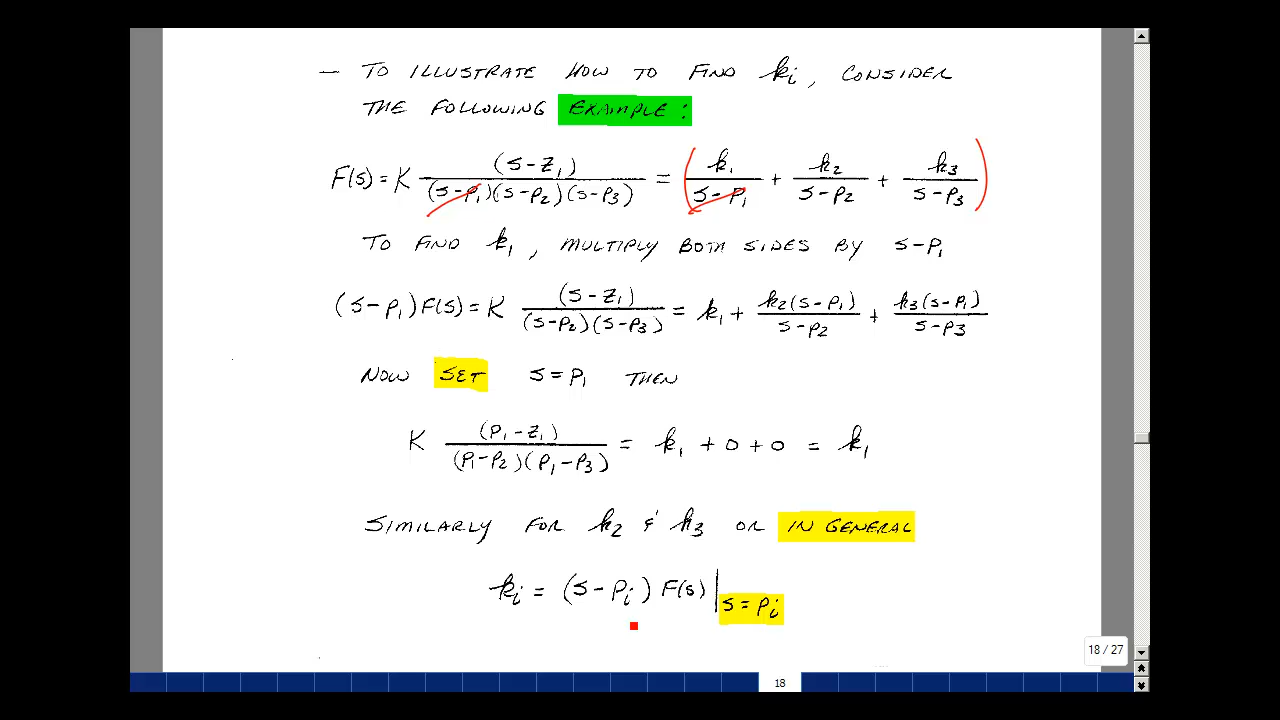 — TO ILLUSTRATE HOW TO FIND ki, CONSIDER
THE FOLLOWING EXAMPLE:
F(s) = K (s-z1) / (s-p1)(s-p2)(s-p3) = (k1 / s-p1 + k2 / s-p2 + k3 / s-p3)
TO FIND k1, MULTIPLY BOTH SIDES BY s-p1
(s-p1)F(s) = K (s-z1) / (s-p2)(s-p3) = k1 + k2(s-p1) / s-p2 + k3(s-p1) / s-p3
NOW SET s=p1 THEN
K (p1-z1) / (p1-p2)(p1-p3) = k1 + 0 + 0 = k1
SIMILARLY FOR k2 & k3 OR IN GENERAL
ki = (s-pi) F(s) | s=pi
18 / 27
18